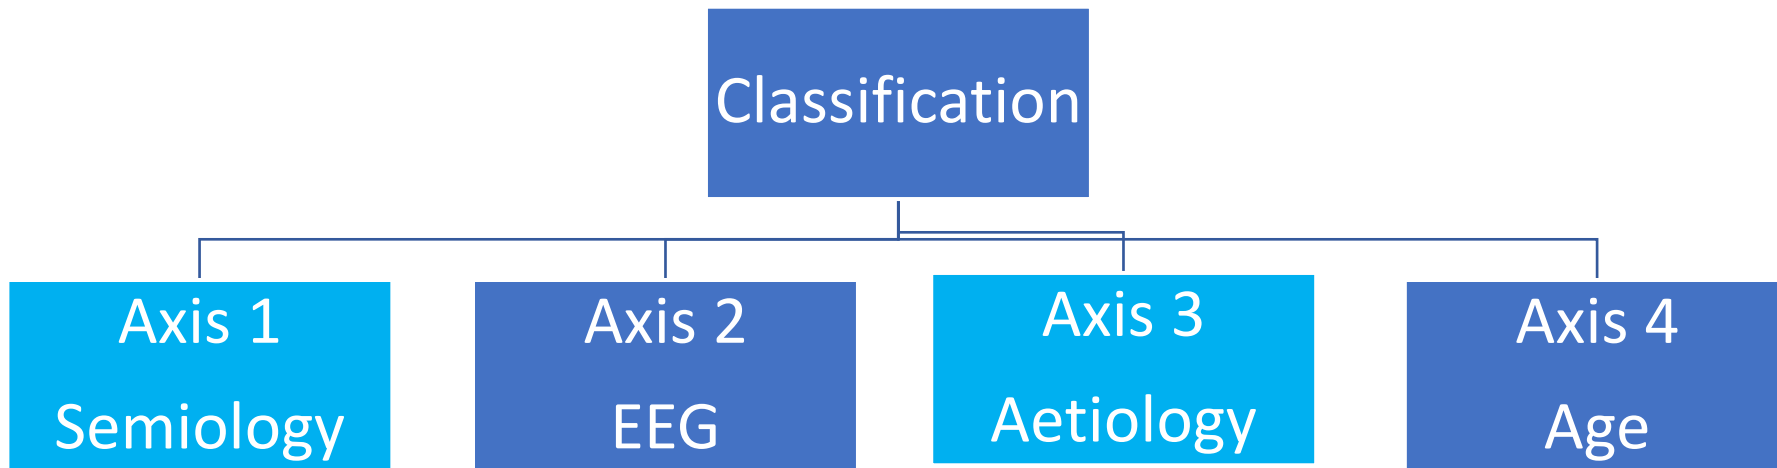 Classification
Axis 1
Semiology
Axis 2
EEG
Axis 3
Aetiology
Axis 4
Age